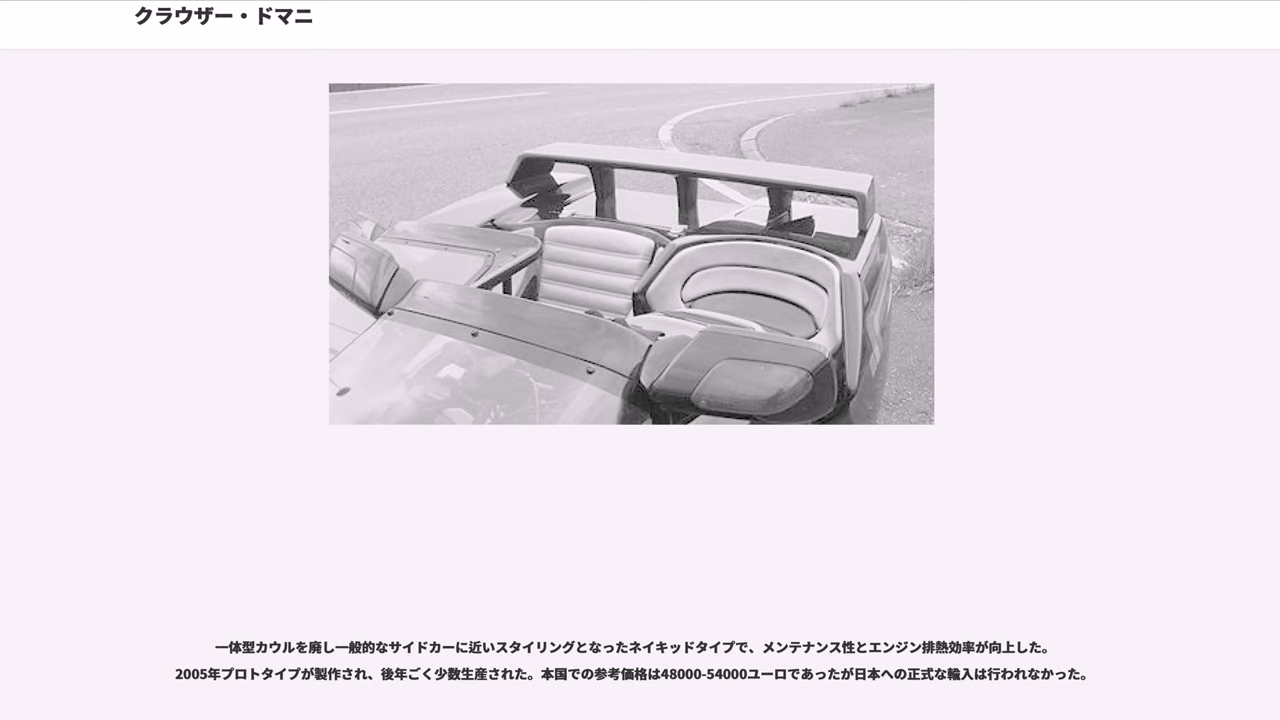 クラウザー・ドマニ
一体型カウルを廃し一般的なサイドカーに近いスタイリングとなったネイキッドタイプで、メンテナンス性とエンジン排熱効率が向上した。
2005年プロトタイプが製作され、後年ごく少数生産された。本国での参考価格は48000-54000ユーロであったが日本への正式な輸入は行われなかった。